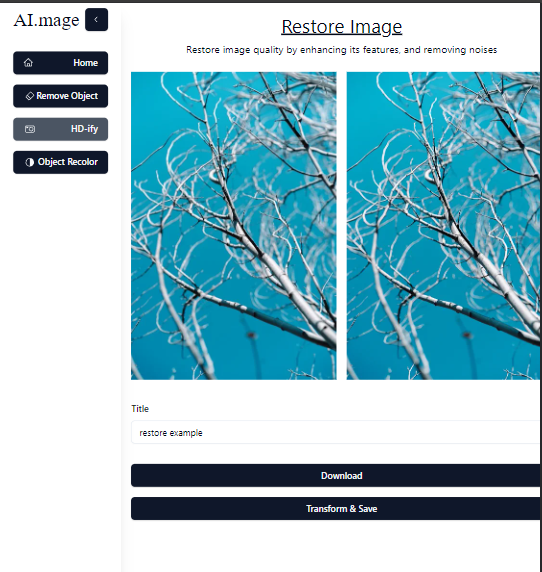 AI.mage
Home
Remove Object
HD-ify
Object Recolor
Restore Image
Restore image quality by enhancing its features, and removing noises
Title
restore example
Download
Transform & Save